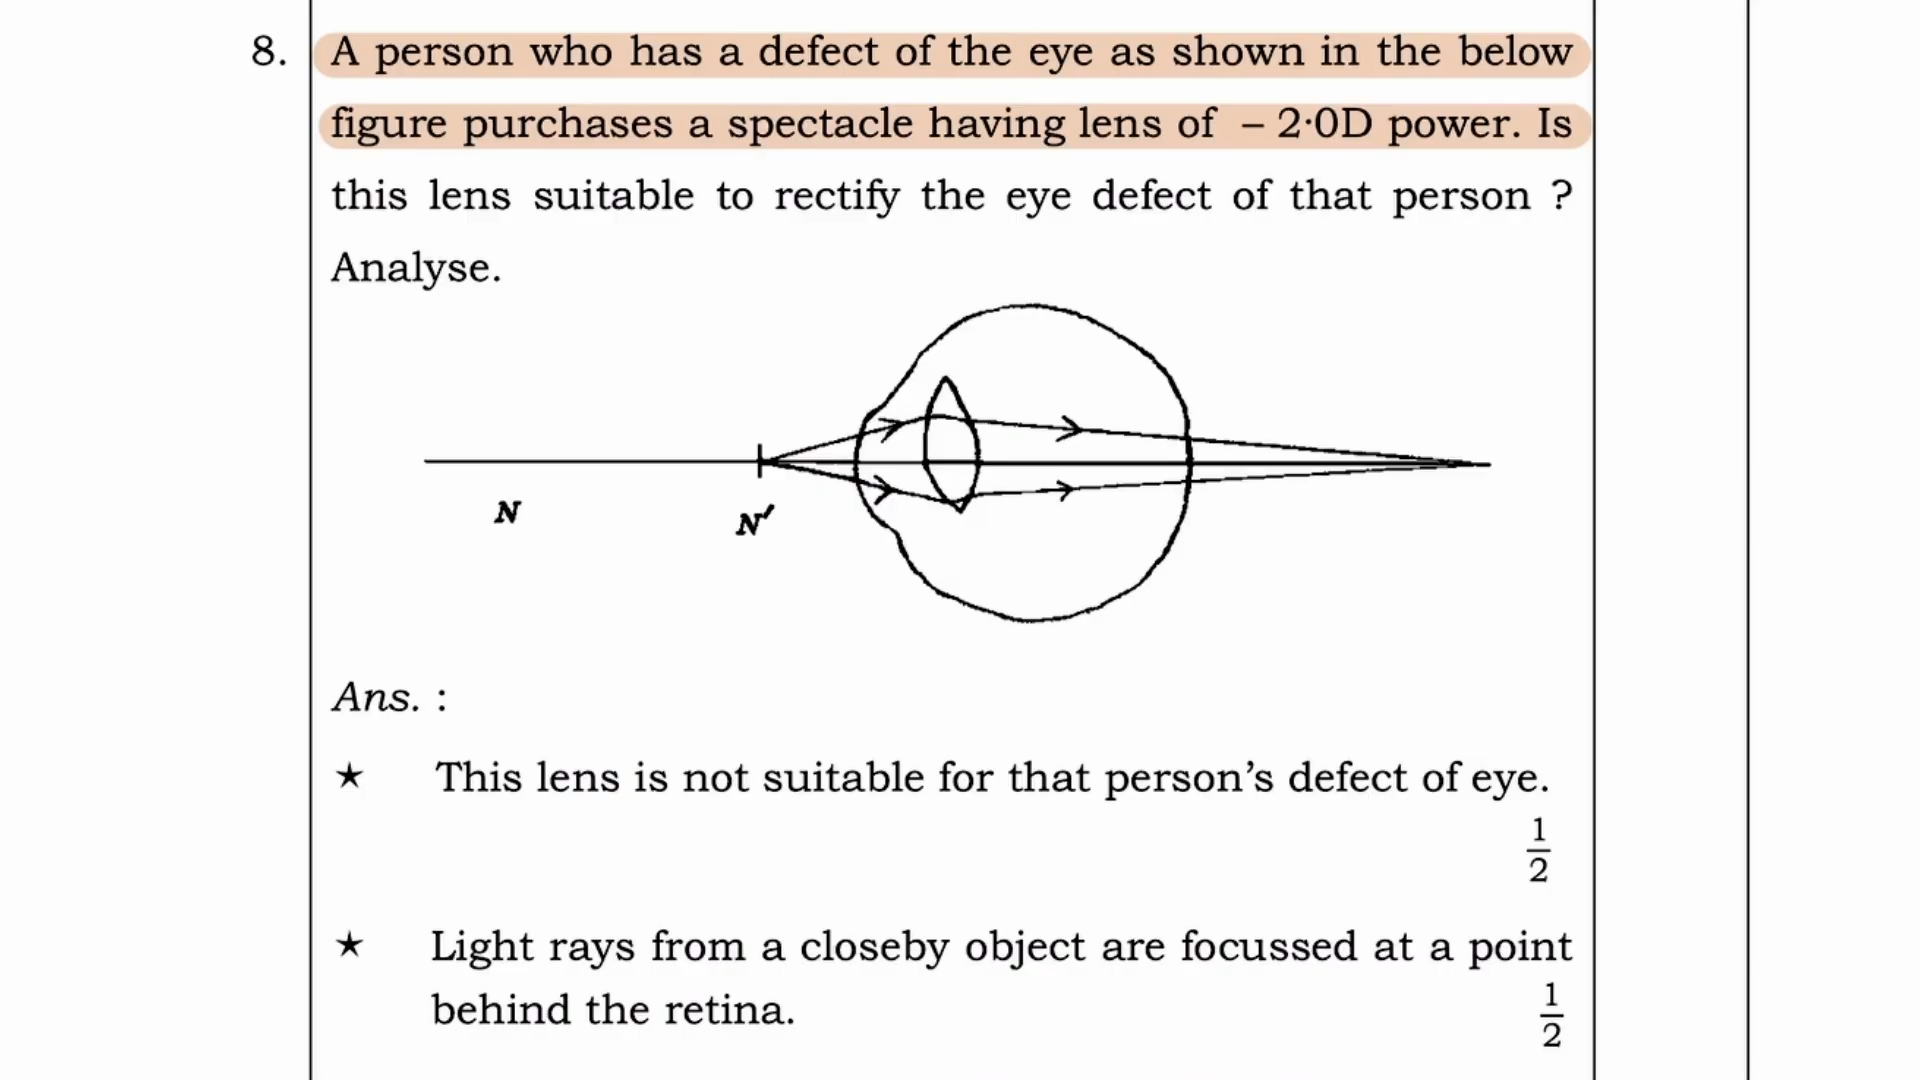 8. A person who has a defect of the eye as shown in the below
figure purchases a spectacle having lens of – 2·0D power. Is
this lens suitable to rectify the eye defect of that person ?
Analyse.
N
N′
Ans. :
★ This lens is not suitable for that person’s defect of eye.
1/2
★ Light rays from a closeby object are focussed at a point
behind the retina. 1/2